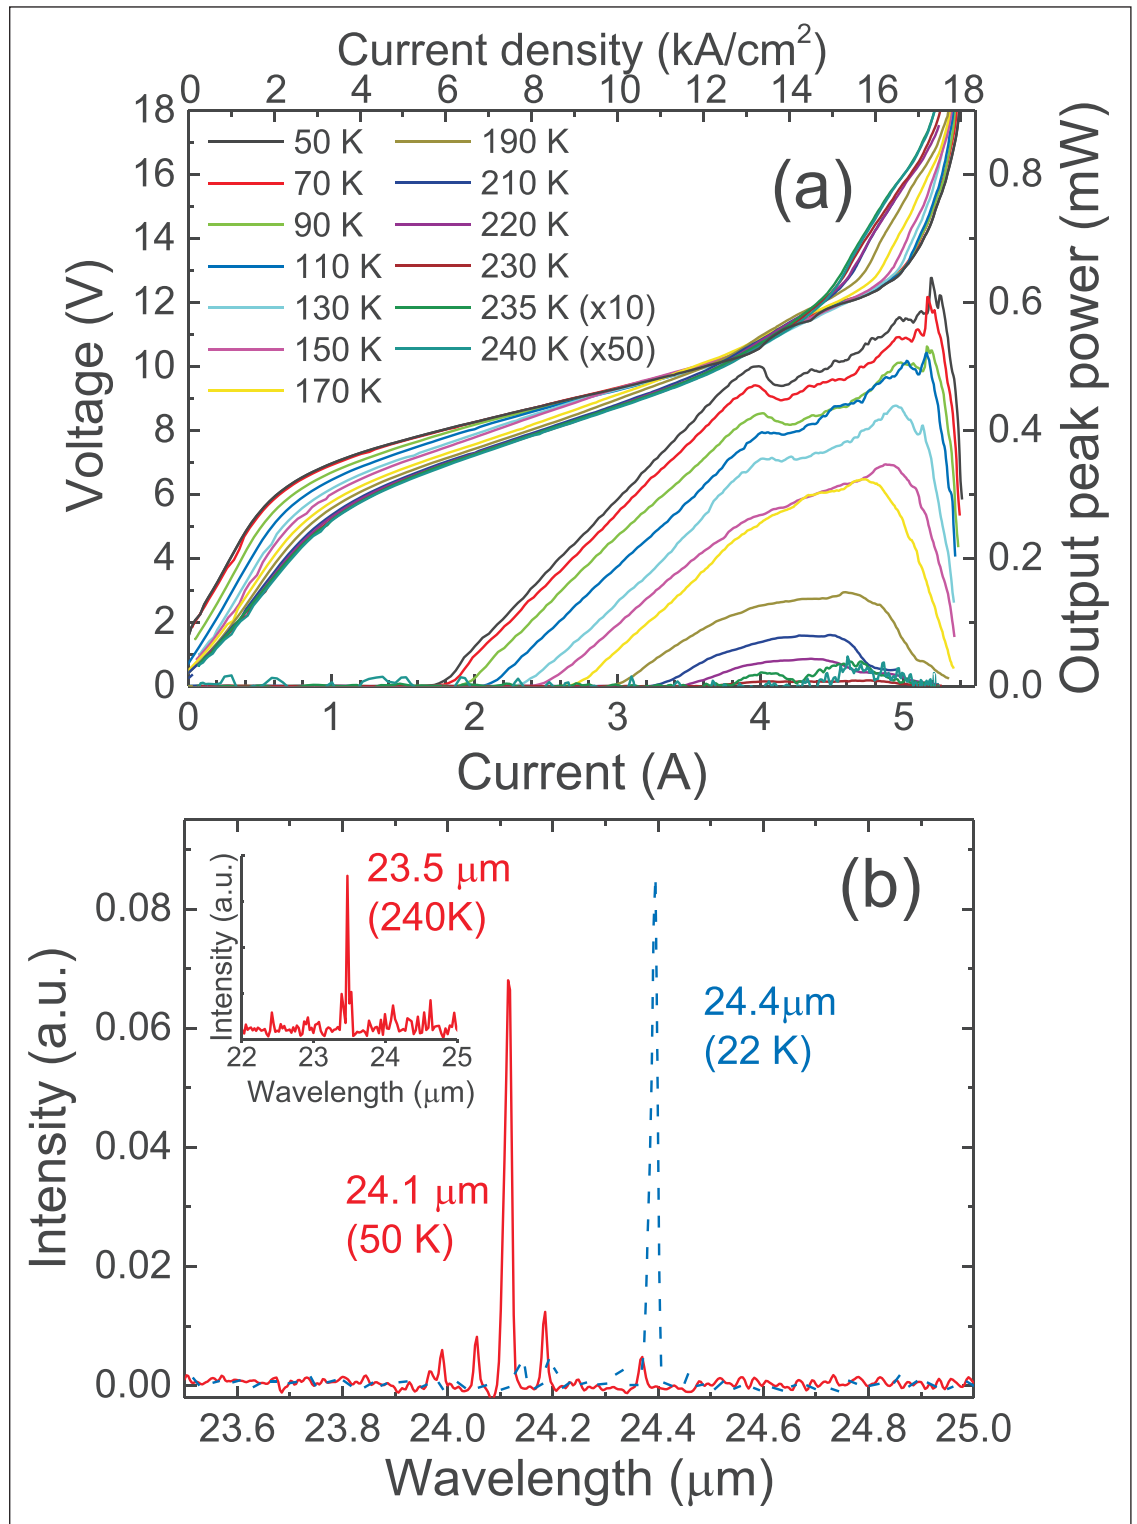 Current density (kA/cm²)
0 2 4 6 8 10 12 14 16 18
18
16
14
12
10
8
6
4
2
0
Voltage (V)
50 K
70 K
90 K
110 K
130 K
150 K
170 K
190 K
210 K
220 K
230 K
235 K (x10)
240 K (x50)
(a)
0.8
0.6
0.4
0.2
0.0
Output peak power (mW)
0 1 2 3 4 5
Current (A)
(b)
0.08
0.06
0.04
0.02
0.00
Intensity (a.u.)
Intensity (a.u.)
23.5 μm
(240K)
22 23 24 25
Wavelength (μm)
24.4μm
(22 K)
24.1 μm
(50 K)
23.6 23.8 24.0 24.2 24.4 24.6 24.8 25.0
Wavelength (μm)